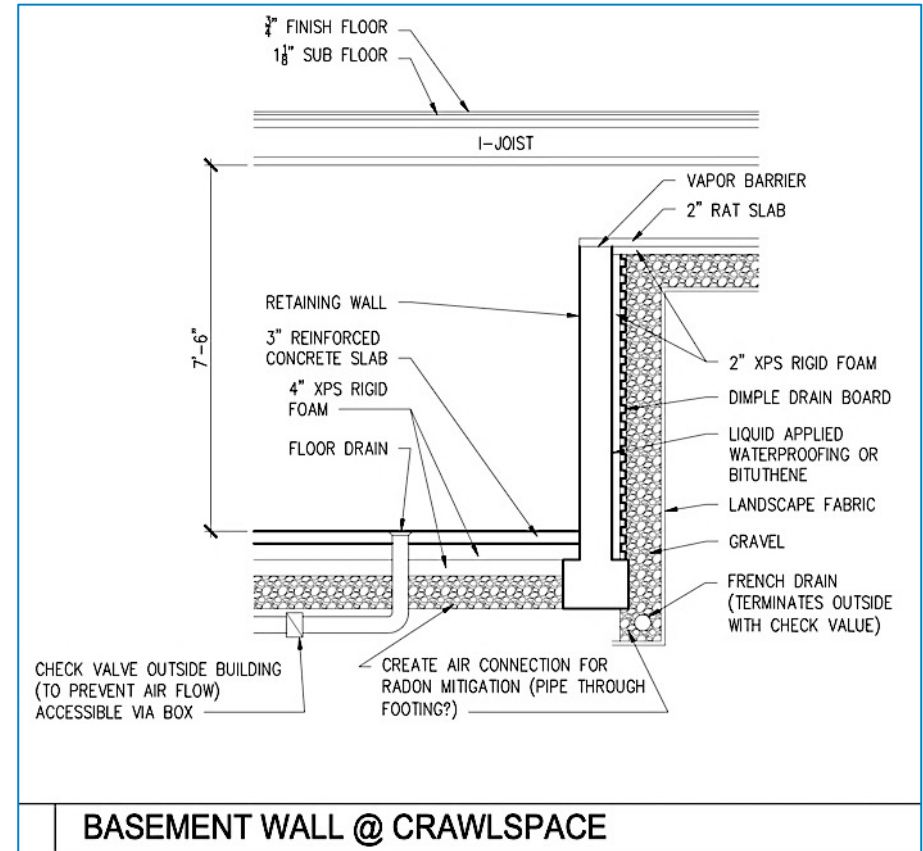 ¾" FINISH FLOOR
1⅛" SUB FLOOR
I-JOIST
VAPOR BARRIER
2" RAT SLAB
RETAINING WALL
3" REINFORCED
CONCRETE SLAB
4" XPS RIGID
FOAM
FLOOR DRAIN
7'-6"
2" XPS RIGID FOAM
DIMPLE DRAIN BOARD
LIQUID APPLIED
WATERPROOFING OR
BITUTHENE
LANDSCAPE FABRIC
GRAVEL
FRENCH DRAIN
(TERMINATES OUTSIDE
WITH CHECK VALUE)
CHECK VALVE OUTSIDE BUILDING
(TO PREVENT AIR FLOW)
ACCESSIBLE VIA BOX
CREATE AIR CONNECTION FOR
RADON MITIGATION (PIPE THROUGH
FOOTING?)
BASEMENT WALL @ CRAWLSPACE